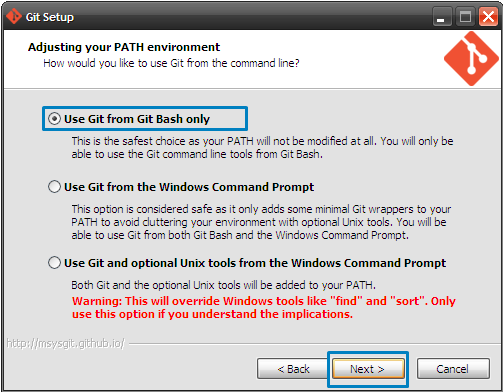 Git Setup
Adjusting your PATH environment
How would you like to use Git from the command line?
Use Git from Git Bash only
This is the safest choice as your PATH will not be modified at all. You will only
be able to use the Git command line tools from Git Bash.
Use Git from the Windows Command Prompt
This option is considered safe as it only adds some minimal Git wrappers to your
PATH to avoid cluttering your environment with optional Unix tools. You will be
able to use Git from both Git Bash and the Windows Command Prompt.
Use Git and optional Unix tools from the Windows Command Prompt
Both Git and the optional Unix tools will be added to your PATH.
Warning: This will override Windows tools like "find" and "sort". Only
use this option if you understand the implications.
http://msysgit.github.io/
< Back
Next >
Cancel